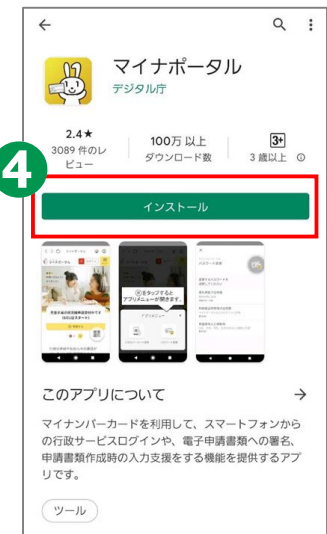 マイナポータル
デジタル庁
2.4★
3089 件のレ
ビュー
100万 以上
ダウンロード数
3+
3 歳以上
4
インストール
このアプリについて
マイナンバーカードを利用して、スマートフォンから
の行政サービスログインや、電子申請書類への署名、
申請書類作成時の入力支援をする機能を提供するアプ
リです。
ツール